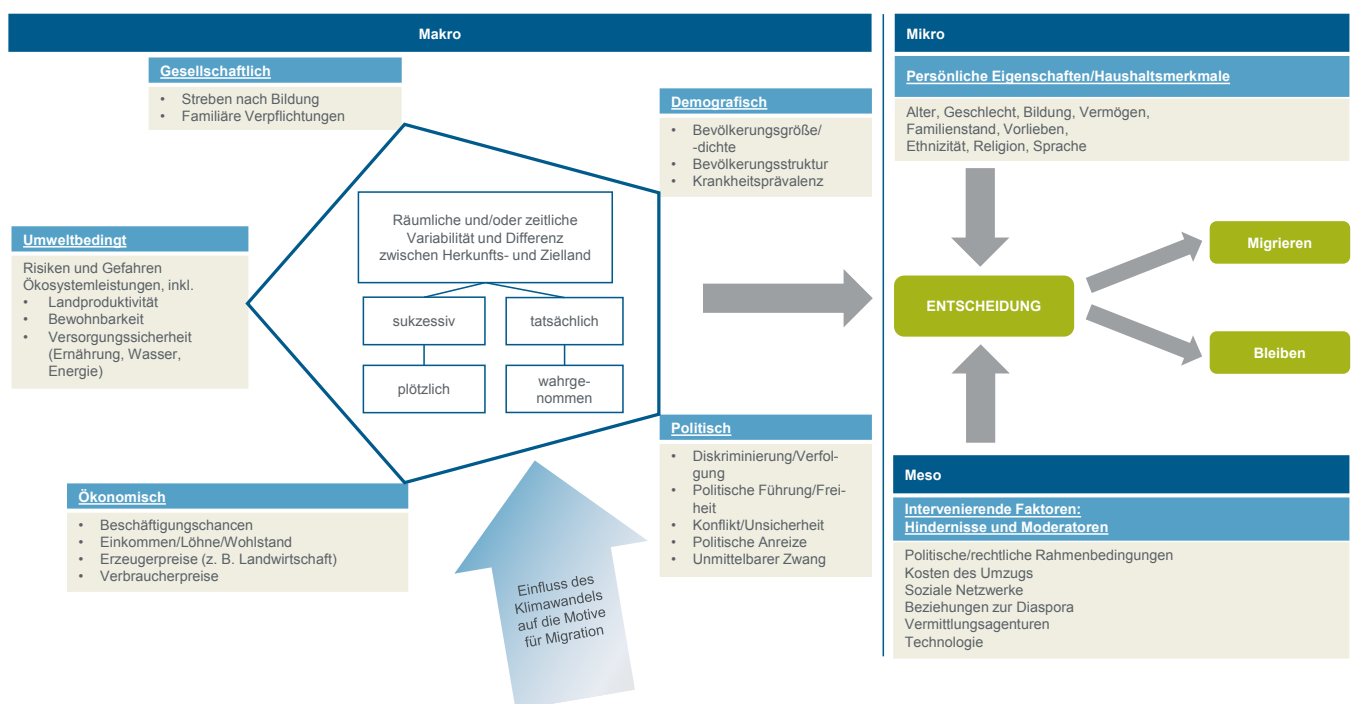 Makro
Gesellschaftlich
• Streben nach Bildung
• Familiäre Verpflichtungen
Demografisch
• Bevölkerungsgröße/
-dichte
• Bevölkerungsstruktur
• Krankheitsprävalenz
Umweltbedingt
Risiken und Gefahren
Ökosystemleistungen, inkl.
• Landproduktivität
• Bewohnbarkeit
• Versorgungssicherheit
(Ernährung, Wasser,
Energie)
Räumliche und/oder zeitliche
Variabilität und Differenz
zwischen Herkunfts- und Zielland
sukzessiv
tatsächlich
plötzlich
wahrge-
nommen
Politisch
• Diskriminierung/Verfol-
gung
• Politische Führung/Frei-
heit
• Konflikt/Unsicherheit
• Politische Anreize
• Unmittelbarer Zwang
Ökonomisch
• Beschäftigungschancen
• Einkommen/Löhne/Wohlstand
• Erzeugerpreise (z. B. Landwirtschaft)
• Verbraucherpreise
Einfluss des
Klimawandels
auf die Motive
für Migration
Mikro
Persönliche Eigenschaften/Haushaltsmerkmale
Alter, Geschlecht, Bildung, Vermögen,
Familienstand, Vorlieben,
Ethnizität, Religion, Sprache
ENTSCHEIDUNG
Migrieren
Bleiben
Meso
Intervenierende Faktoren:
Hindernisse und Moderatoren
Politische/rechtliche Rahmenbedingungen
Kosten des Umzugs
Soziale Netzwerke
Beziehungen zur Diaspora
Vermittlungsagenturen
Technologie